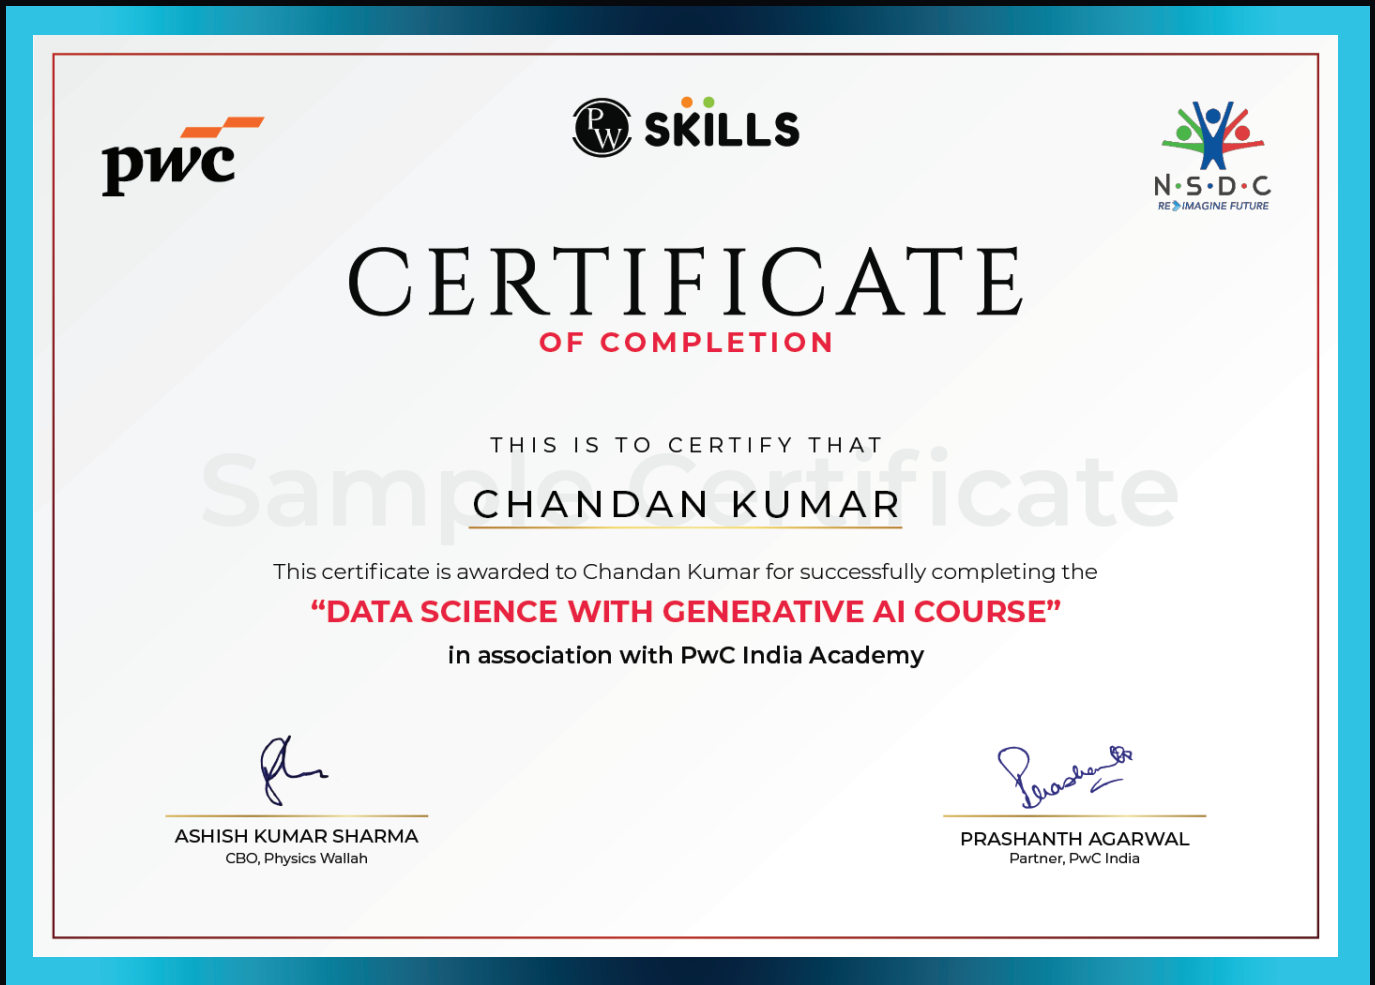 pwc
PW SKILLS
N·S·D·C
RE IMAGINE FUTURE
CERTIFICATE
OF COMPLETION
THIS IS TO CERTIFY THAT
Sample Certificate
CHANDAN KUMAR
This certificate is awarded to Chandan Kumar for successfully completing the
“DATA SCIENCE WITH GENERATIVE AI COURSE”
in association with PwC India Academy
Prashanth
ASHISH KUMAR SHARMA
CBO, Physics Wallah
PRASHANTH AGARWAL
Partner, PwC India